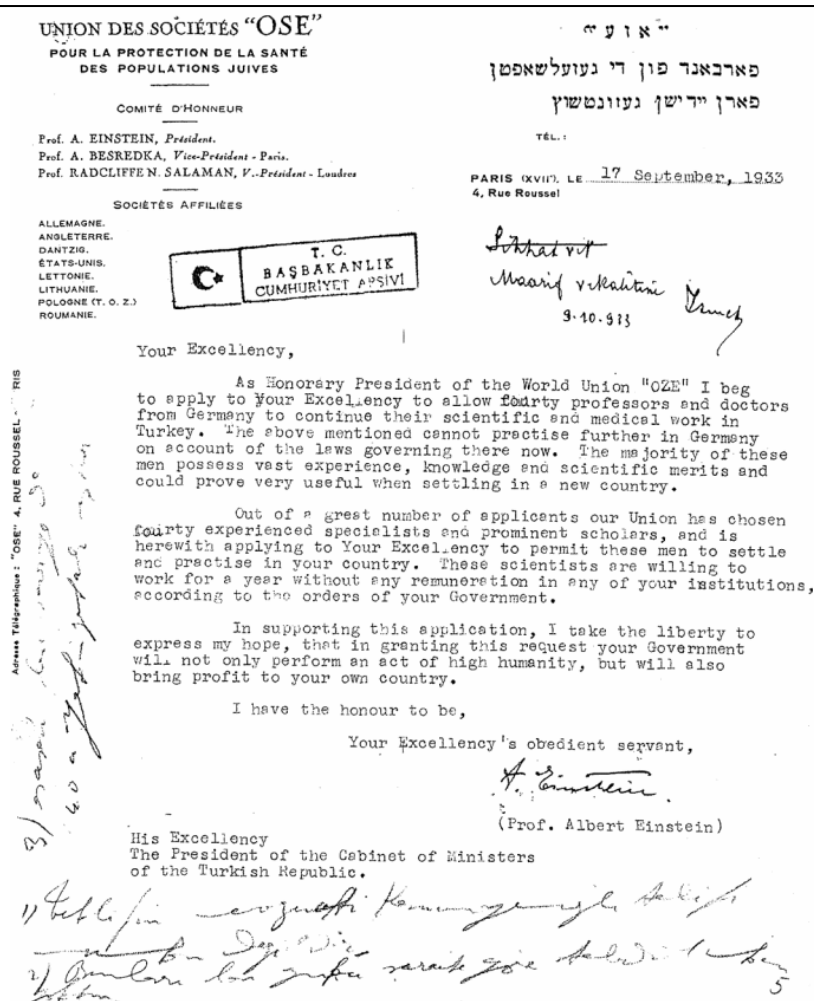 UNION DES SOCIÉTÉS "OSE"
POUR LA PROTECTION DE LA SANTÉ
DES POPULATIONS JUIVES
COMITÉ D'HONNEUR
Prof. A. EINSTEIN, Président.
Prof. A. BESREDKA, Vice-Président - Paris.
Prof. RADCLIFFE N. SALAMAN, V.-Président - Londres
SOCIÉTÉS AFFILIÉES
ALLEMAGNE.
ANGLETERRE.
DANTZIG.
ÉTATS-UNIS.
LETTONIE.
LITHUANIE.
POLOGNE (T. O. Z.)
ROUMANIE.
"אזע"
פארבאנד פון די געזעלשאפטן
פארן יידישן געזונטשוץ
TÉL.:
PARIS (XVIIe), LE 17 September, 1933
4, Rue Roussel
T. C.
BAŞBAKANLIK
CUMHURİYET ARŞİVİ
Sıhhat vet
Maarif vekaletine
9.10.933
Your Excellency,
As Honorary President of the World Union "OZE" I beg
to apply to Your Excellency to allow fourty professors and doctors
from Germany to continue their scientific and medical work in
Turkey. The above mentioned cannot practise further in Germany
on account of the laws governing there now. The majority of these
men possess vast experience, knowledge and scientific merits and
could prove very useful when settling in a new country.
Out of a great number of applicants our Union has chosen
fourty experienced specialists and prominent scholars, and is
herewith applying to Your Excellency to permit these men to settle
and practise in your country. These scientists are willing to
work for a year without any remuneration in any of your institutions,
according to the orders of your Government.
In supporting this application, I take the liberty to
express my hope, that in granting this request your Government
will not only perform an act of high humanity, but will also
bring profit to your own country.
I have the honour to be,
Your Excellency's obedient servant,
A. Einstein.
(Prof. Albert Einstein)
His Excellency
The President of the Cabinet of Ministers
of the Turkish Republic.
Adresse Télégraphique : "OSE" 4, RUE ROUSSEL - RIS
3)
40
1)
2)
5